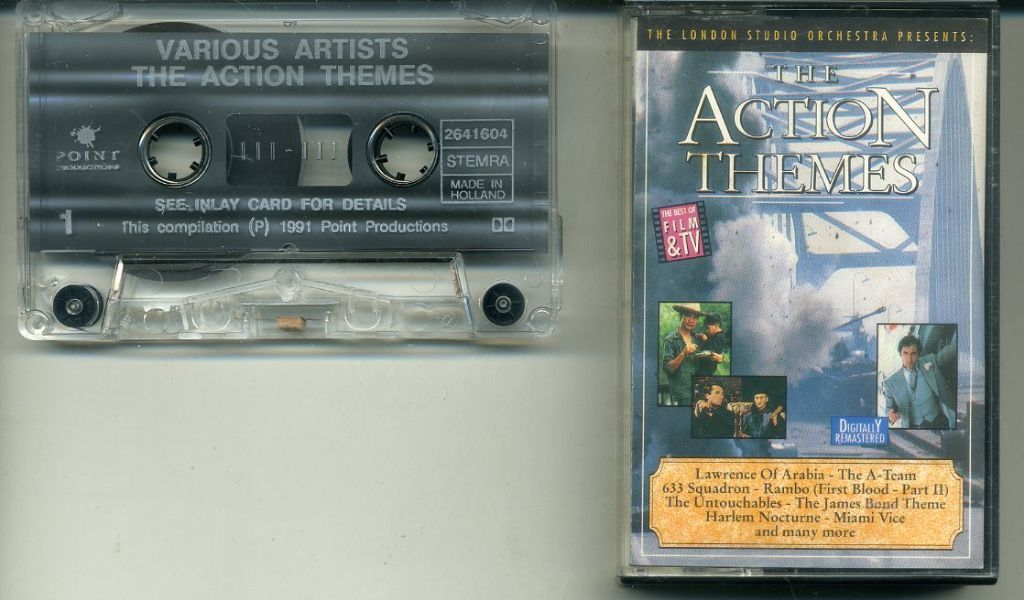 VARIOUS ARTISTS
THE ACTION THEMES
POINT
PRODUCTIONS
2641604
STEMRA
MADE IN
HOLLAND
SEE INLAY CARD FOR DETAILS
1
This compilation (P) 1991 Point Productions
THE LONDON STUDIO ORCHESTRA PRESENTS:
THE
ACTION
THEMES
THE BEST OF
FILM
&TV
DIGITALLY
REMASTERED
Lawrence Of Arabia - The A-Team
633 Squadron - Rambo (First Blood - Part II)
The Untouchables - The James Bond Theme
Harlem Nocturne - Miami Vice
and many more